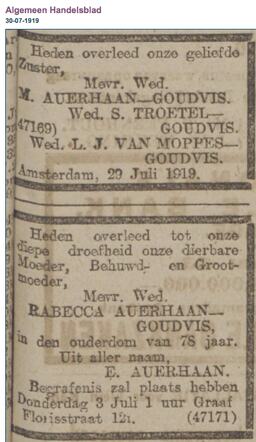 Algemeen Handelsblad
30-07-1919
Heden overleed onze geliefde
Zuster,
Mevr. Wed.
M. AUERHAAN—GOUDVIS.
Wed. S. TROETEL—
47169) GOUDVIS.
Wed. L. J. VAN MOPPES—
GOUDVIS.
Amsterdam, 29 Juli 1919.
Heden overleed tot onze
diepe droefheid onze dierbare
Moeder, Behuwd- en Groot-
moeder,
Mevr. Wed.
RABECCA AUERHAAN—
GOUDVIS,
in den ouderdom van 78 jaar.
Uit aller naam,
E. AUERHAAN.
Begrafenis zal plaats hebben
Donderdag 3 Juli 1 uur Graaf
Florisstraat 12i. (47171)